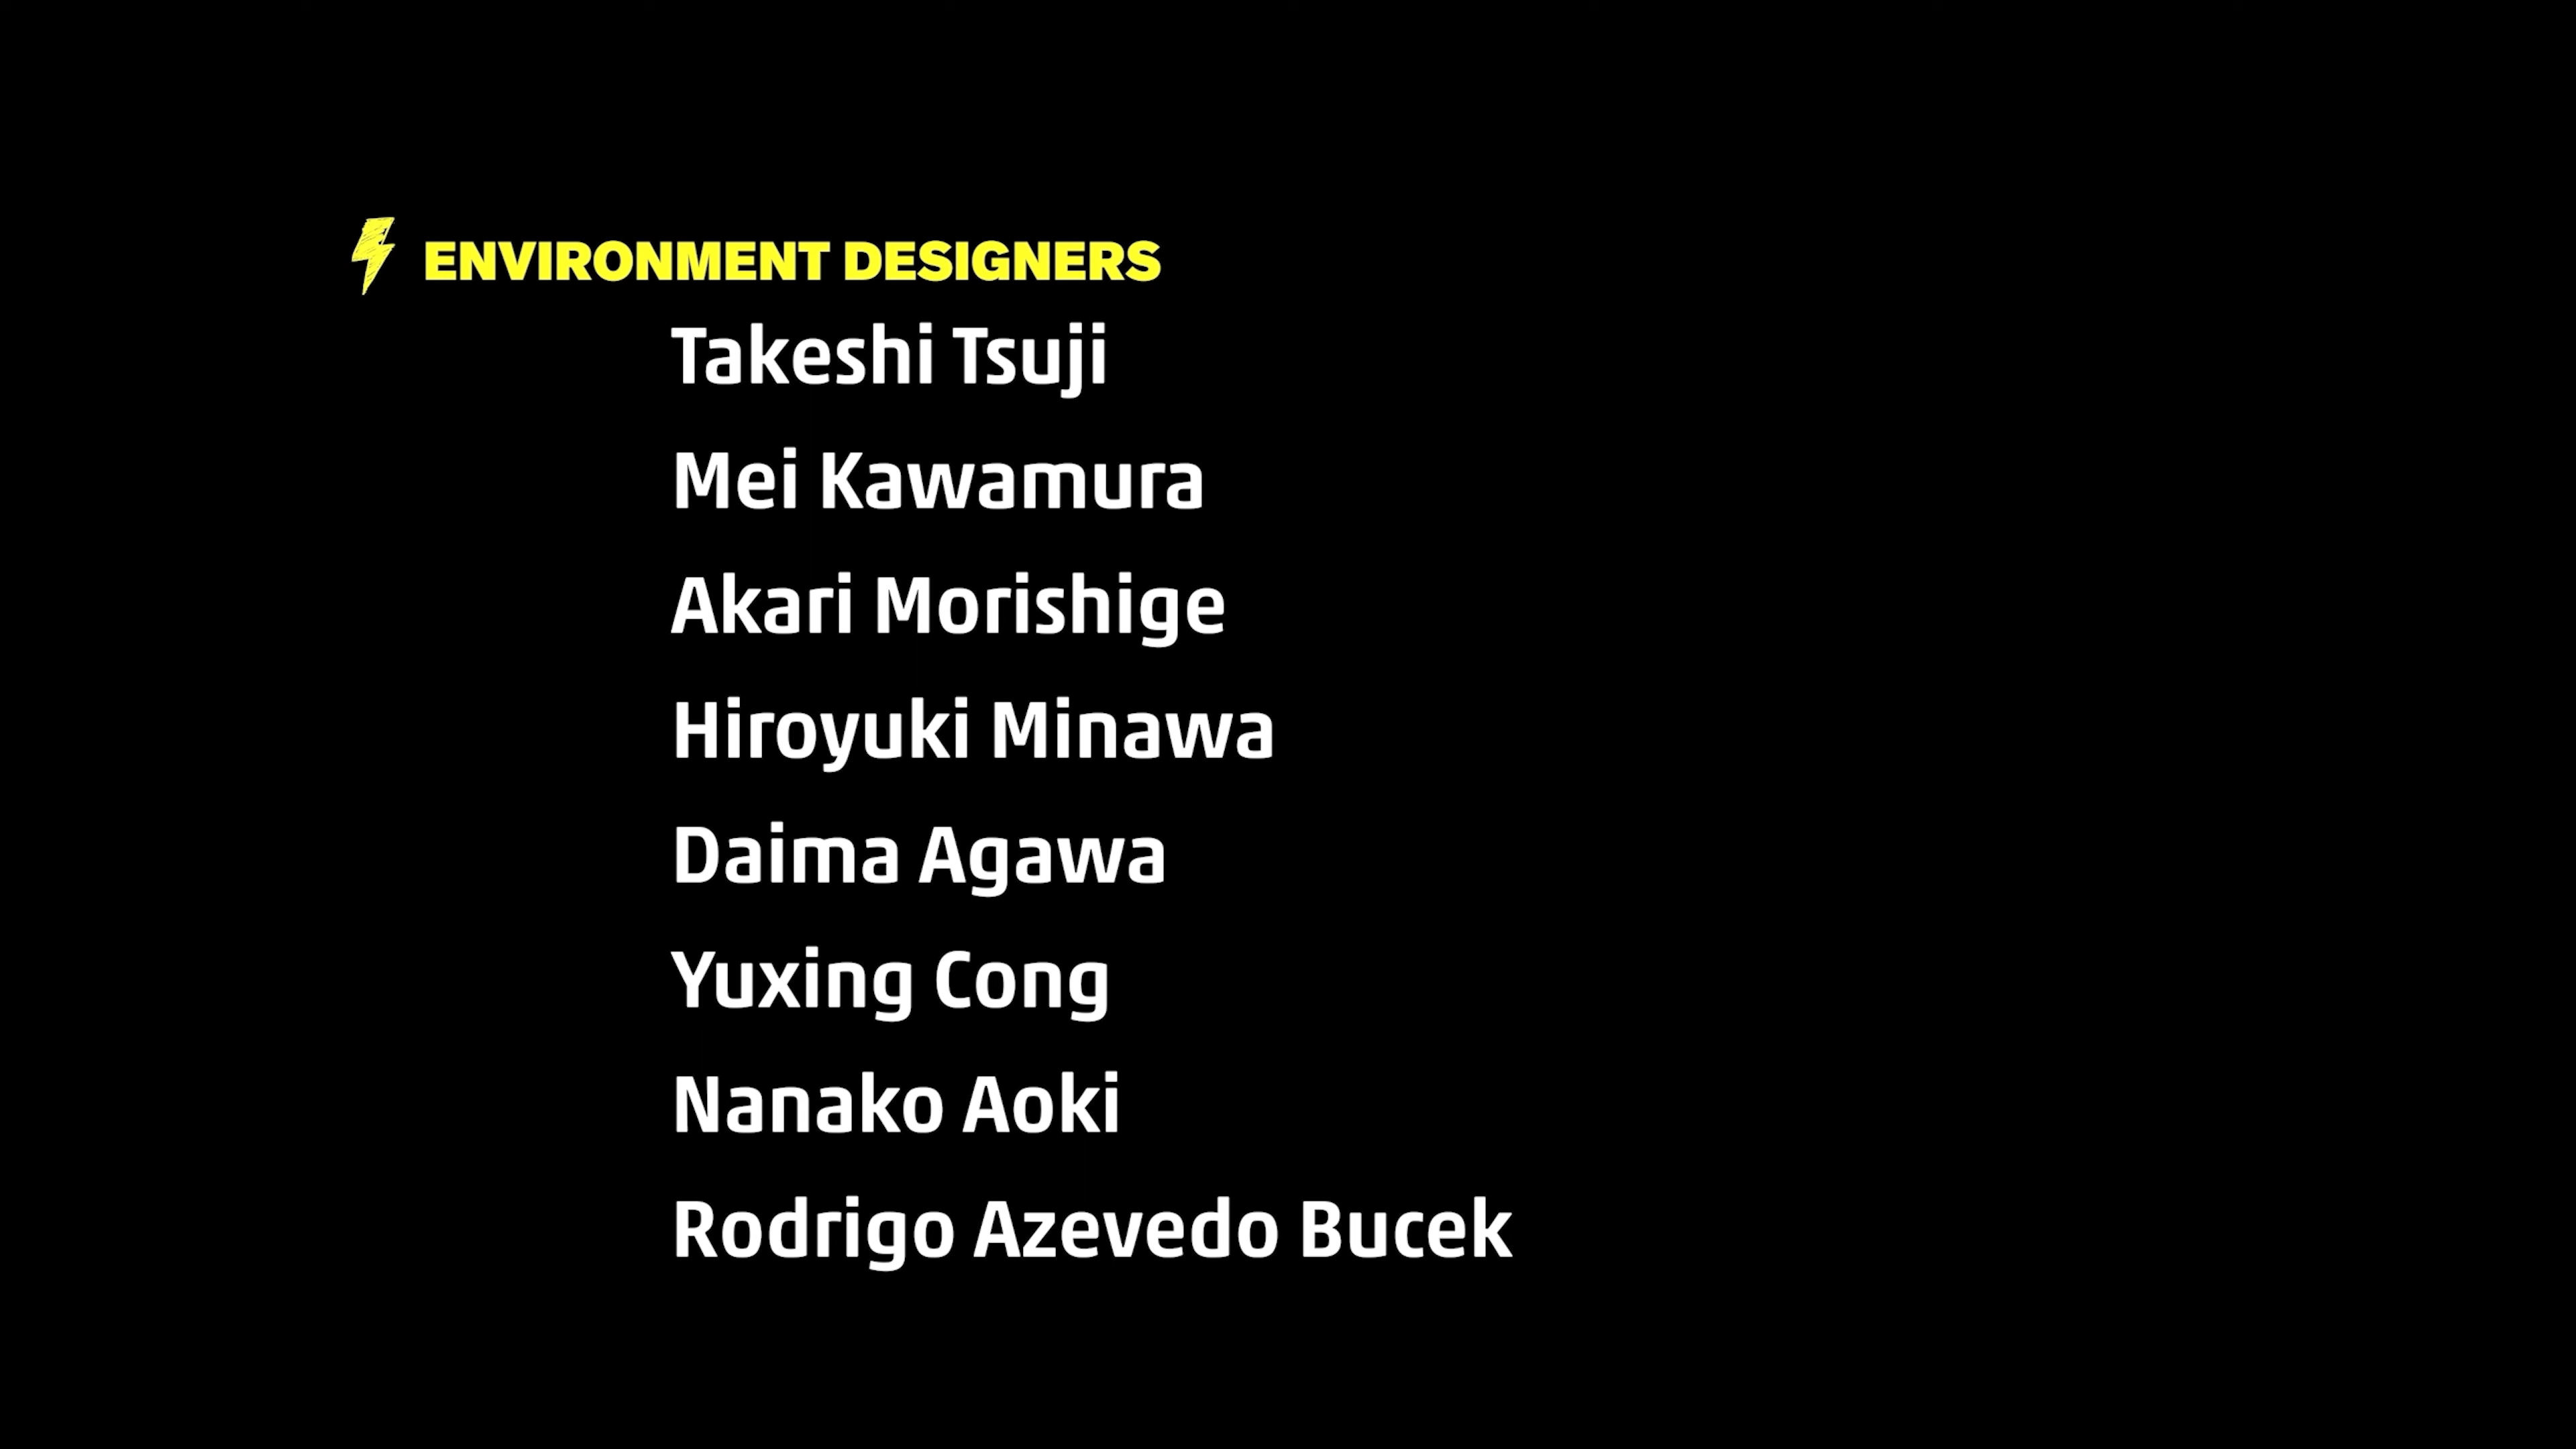 ENVIRONMENT DESIGNERS
Takeshi Tsuji
Mei Kawamura
Akari Morishige
Hiroyuki Minawa
Daima Agawa
Yuxing Cong
Nanako Aoki
Rodrigo Azevedo Bucek